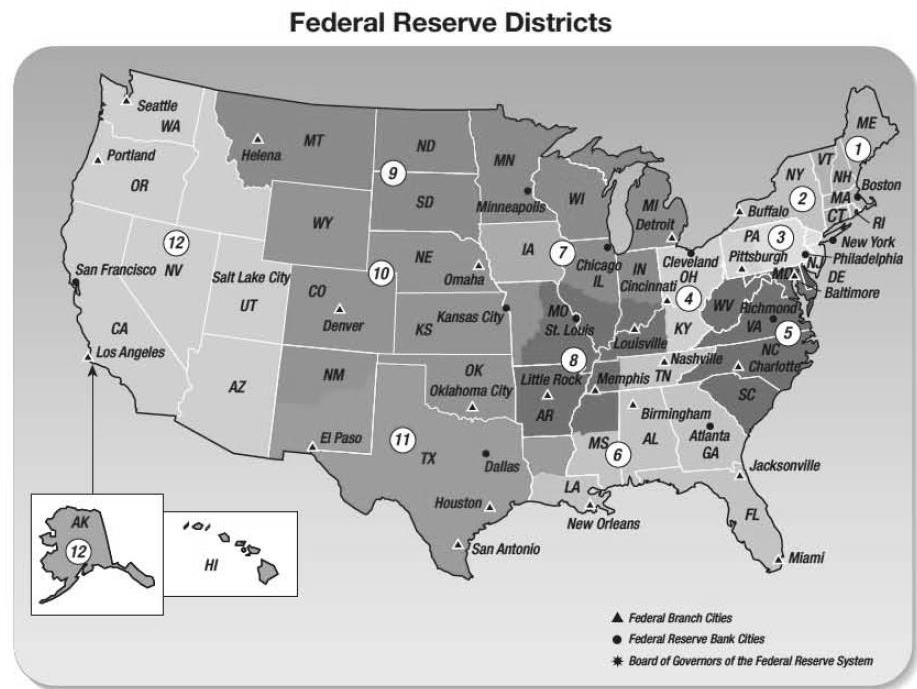 Federal Reserve Districts
Seattle
WA
Portland
OR
Helena
MT
ND
MN
9
SD
Minneapolis
WI
MI
Detroit
ME
1
VT
NH
NY
2
MA
Boston
CT
RI
Buffalo
PA
3
Pittsburgh
New York
Philadelphia
NJ
DE
MD
Baltimore
WY
12
NV
San Francisco
Salt Lake City
UT
10
NE
Omaha
IA
7
Chicago
IL
IN
Cincinnati
Cleveland
OH
4
WV
Richmond
VA
5
CO
Denver
KS
Kansas City
MO
St. Louis
Louisville
KY
CA
Los Angeles
AZ
NM
OK
Oklahoma City
8
Little Rock
AR
Memphis
Nashville
TN
NC
Charlotte
SC
El Paso
11
TX
Dallas
MS
6
Birmingham
AL
Atlanta
GA
Jacksonville
Houston
LA
New Orleans
FL
San Antonio
Miami
AK
12
HI
Federal Branch Cities
Federal Reserve Bank Cities
Board of Governors of the Federal Reserve System